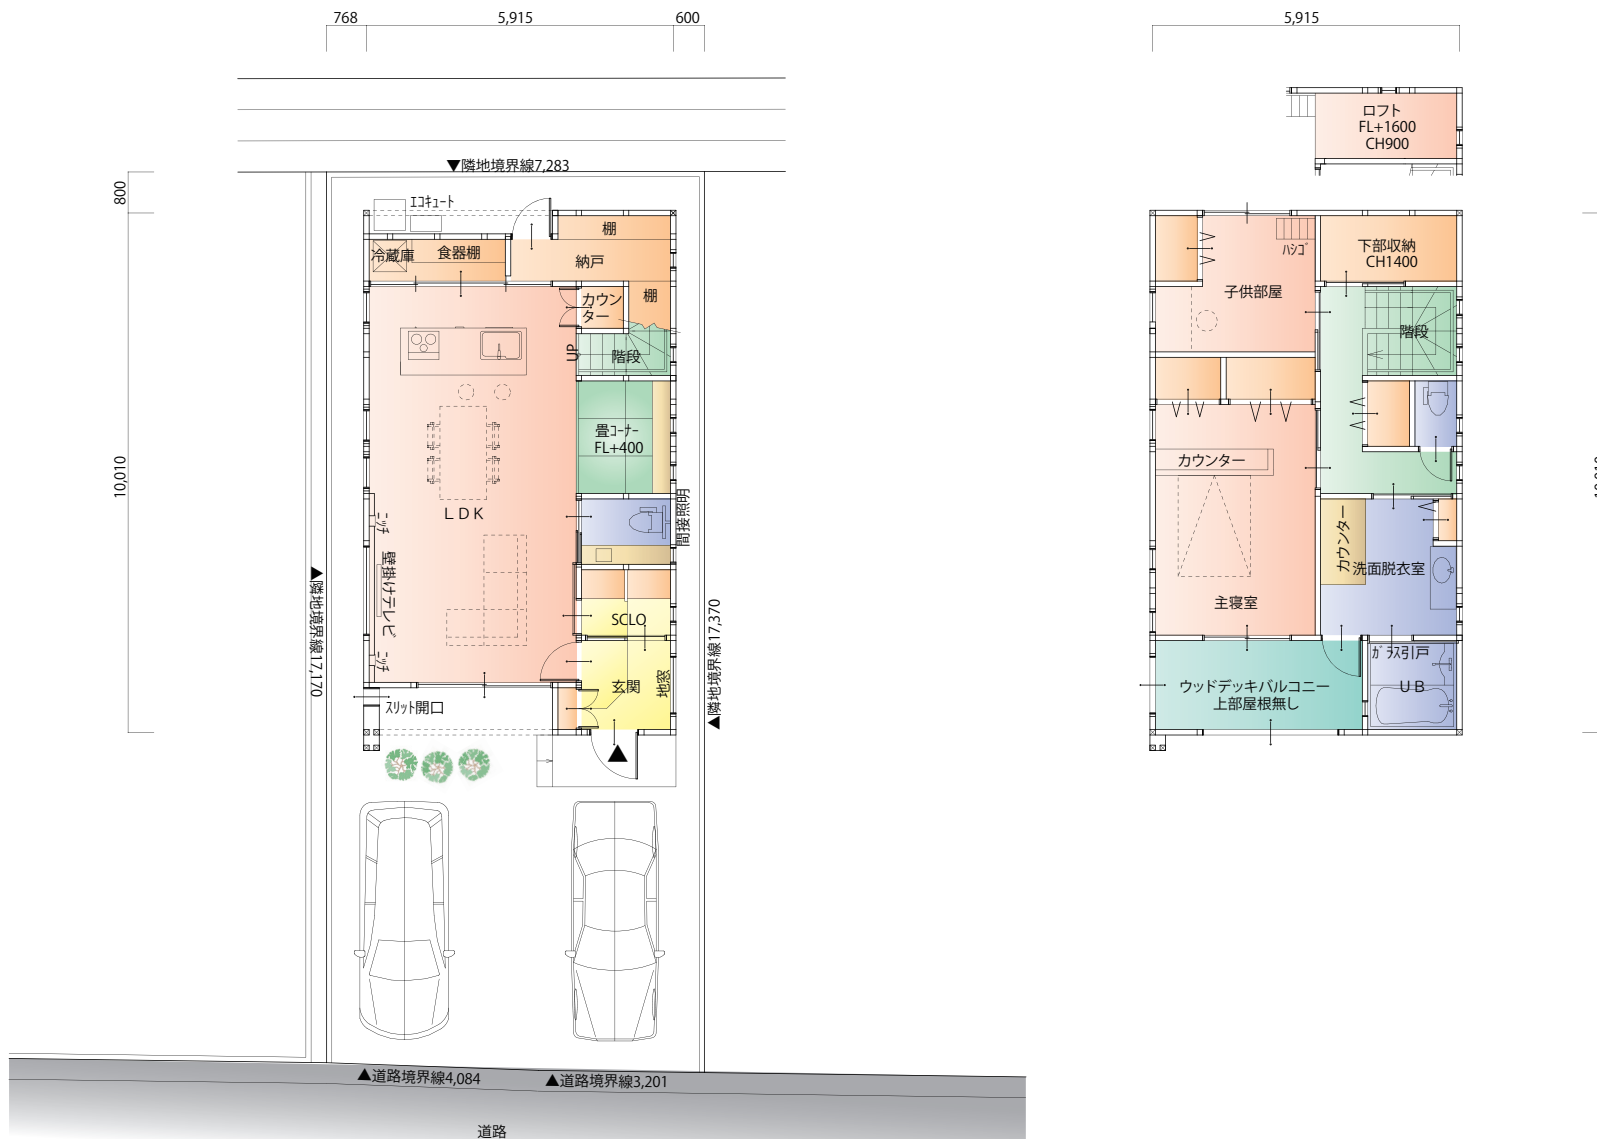 768
5,915
600
▼隣地境界線7,283
800
10,010
エコキュート
冷蔵庫
食器棚
棚
納戸
カウン
ター
棚
UP
階段
畳コーナー
FL+400
LDK
ニッチ
壁掛けテレビ
ニッチ
間接照明
SCLO
玄関
地窓
スリット開口
▲
▼隣地境界線17,170
▲隣地境界線17,370
▲道路境界線4,084
▲道路境界線3,201
道路
5,915
ロフト
FL+1600
CH900
ハシゴ
下部収納
CH1400
子供部屋
階段
カウンター
主寝室
カウンター
洗面脱衣室
ガラス引戸
UB
ウッドデッキバルコニー
上部屋根無し